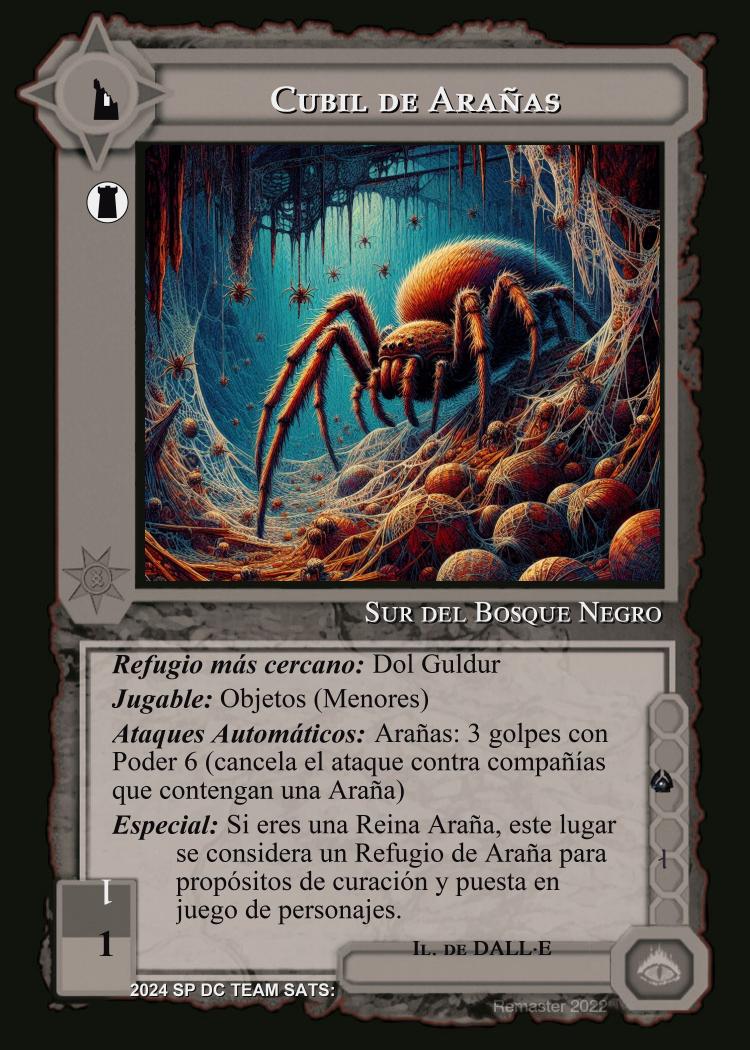 Cubil de Arañas
Sur del Bosque Negro
Refugio más cercano: Dol Guldur
Jugable: Objetos (Menores)
Ataques Automáticos: Arañas: 3 golpes con
Poder 6 (cancela el ataque contra compañías
que contengan una Araña)
Especial: Si eres una Reina Araña, este lugar
se considera un Refugio de Araña para
propósitos de curación y puesta en
juego de personajes.
1
1
Il. de DALL·E
2024 SP DC TEAM SATS:
Remaster 2022